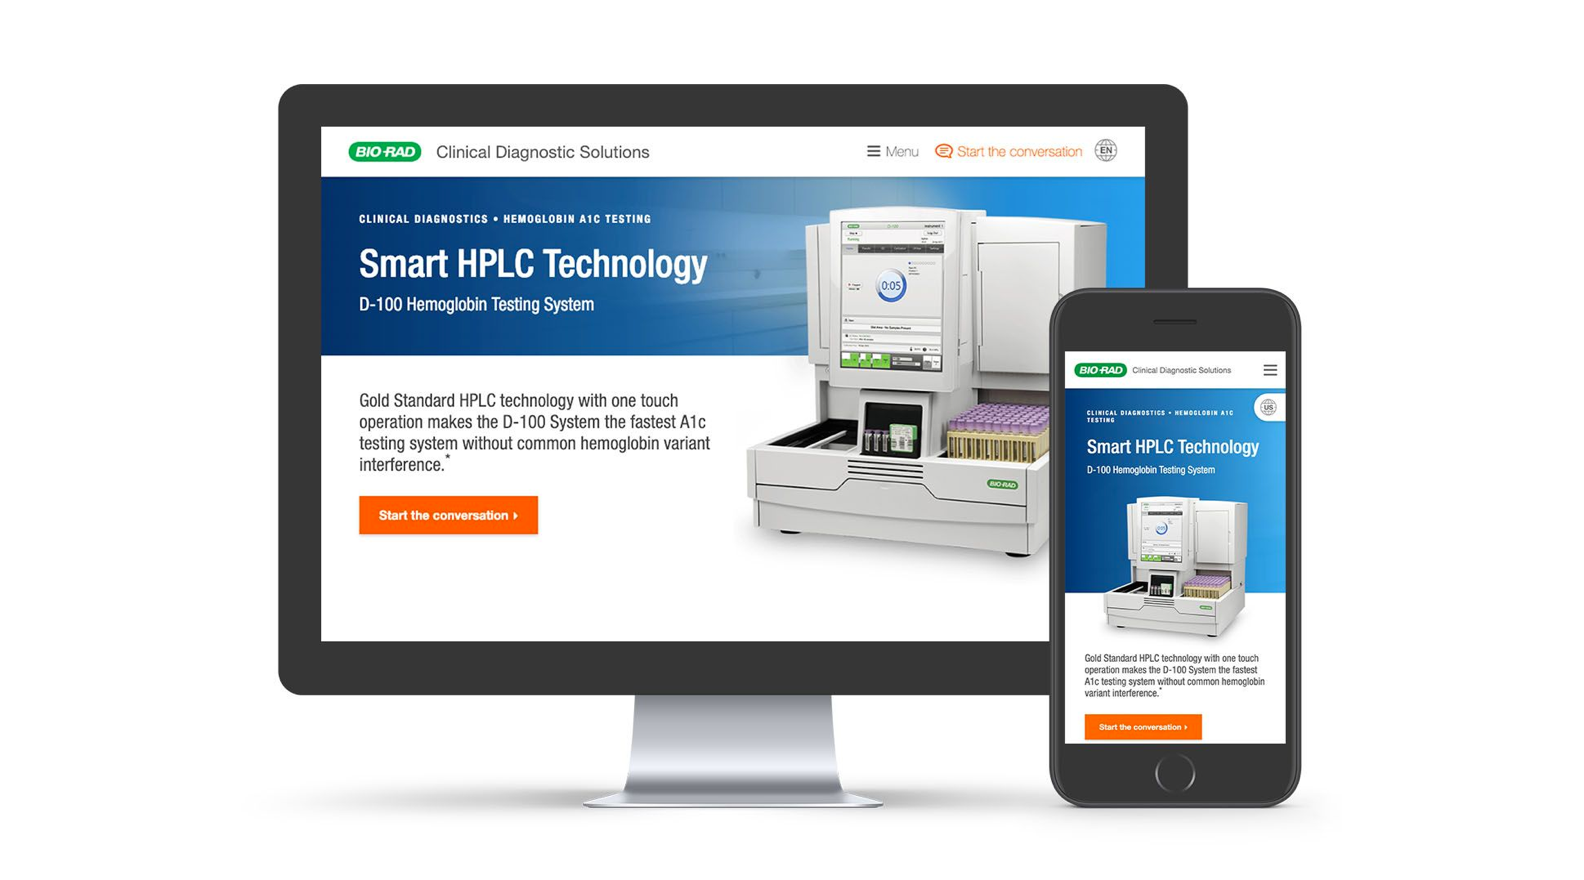 BIO-RAD Clinical Diagnostic Solutions
Menu
Start the conversation
EN
CLINICAL DIAGNOSTICS • HEMOGLOBIN A1C TESTING
Smart HPLC Technology
D-100 Hemoglobin Testing System
Gold Standard HPLC technology with one touch
operation makes the D-100 System the fastest A1c
testing system without common hemoglobin variant
interference.*
Start the conversation
D-100
0:05
BIO-RAD
BIO-RAD Clinical Diagnostic Solutions
US
CLINICAL DIAGNOSTICS • HEMOGLOBIN A1C
TESTING
Smart HPLC Technology
D-100 Hemoglobin Testing System
0:05
Gold Standard HPLC technology with one touch
operation makes the D-100 System the fastest
A1c testing system without common hemoglobin
variant interference.*
Start the conversation